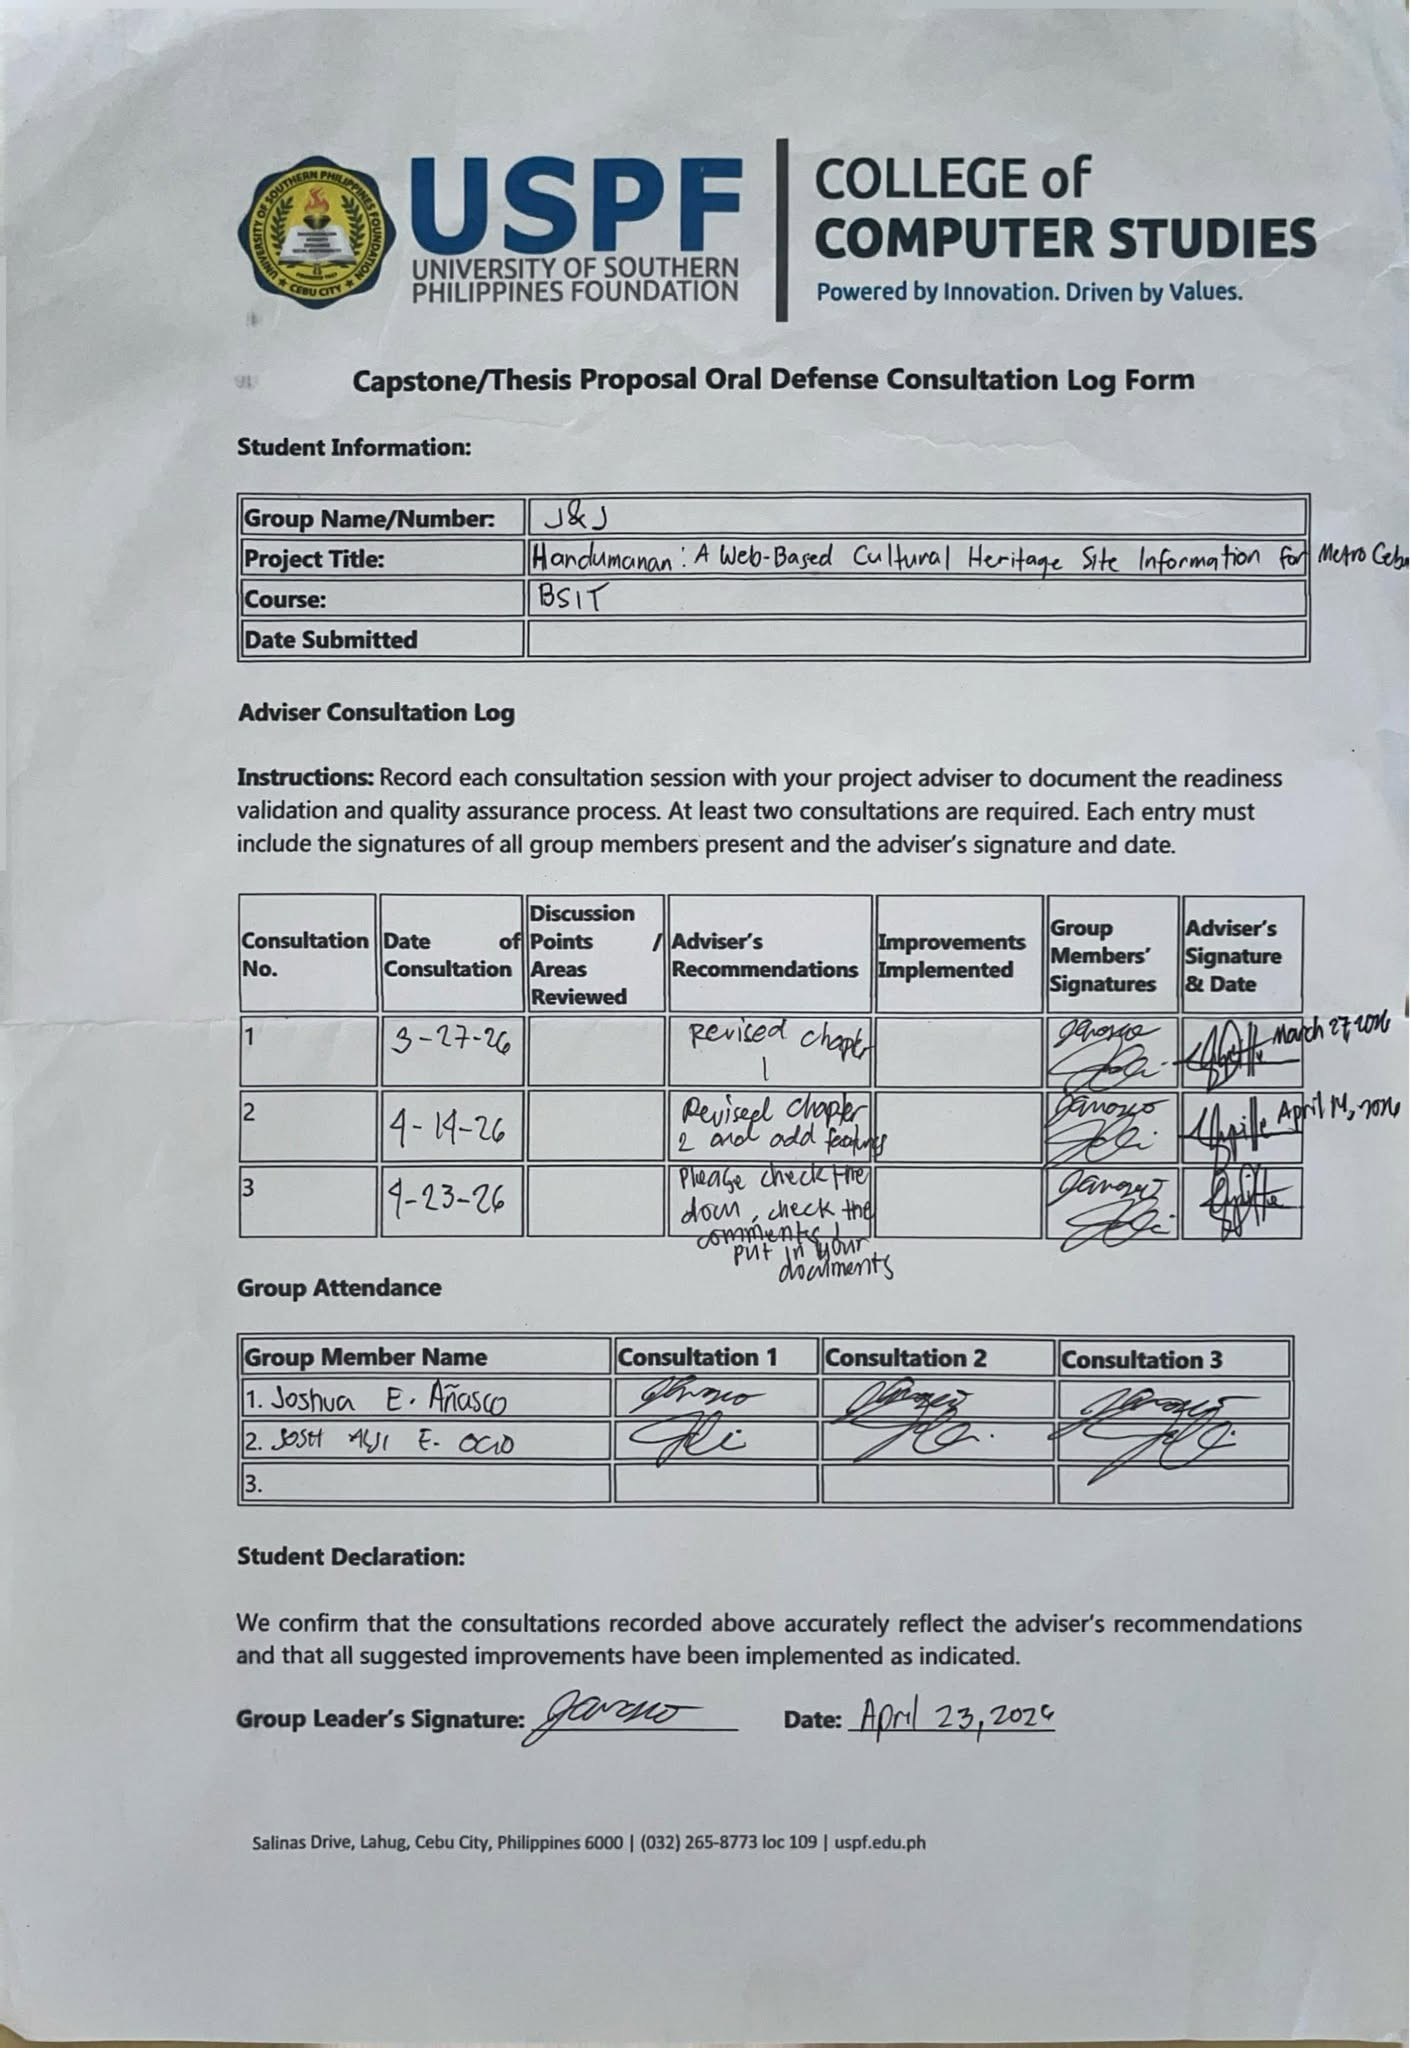 UNIVERSITY OF SOUTHERN PHILIPPINES FOUNDATION
CEBU CITY
USPF
UNIVERSITY OF SOUTHERN
PHILIPPINES FOUNDATION
COLLEGE of
COMPUTER STUDIES
Powered by Innovation. Driven by Values.
Capstone/Thesis Proposal Oral Defense Consultation Log Form
Student Information:
Group Name/Number: J&J
Project Title: Handumanan: A Web-Based Cultural Heritage Site Information for Metro Cebu
Course: BSIT
Date Submitted
Adviser Consultation Log
Instructions: Record each consultation session with your project adviser to document the readiness
validation and quality assurance process. At least two consultations are required. Each entry must
include the signatures of all group members present and the adviser's signature and date.
Consultation No.
Date of Consultation
Discussion Points / Areas Reviewed
Adviser's Recommendations
Improvements Implemented
Group Members' Signatures
Adviser's Signature & Date
1
3-27-26
Revised chapter
1
March 27, 2026
2
4-14-26
Revised Chapter
2 and add features
April 14, 2026
3
4-23-26
Please check the
docu, check the
comments I
put in your
documents
Group Attendance
Group Member Name Consultation 1 Consultation 2 Consultation 3
1. Joshua E. Añasco
2. JOSH E. OCIO
3.
Student Declaration:
We confirm that the consultations recorded above accurately reflect the adviser's recommendations
and that all suggested improvements have been implemented as indicated.
Group Leader's Signature: Date: April 23, 2026
Salinas Drive, Lahug, Cebu City, Philippines 6000 | (032) 265-8773 loc 109 | uspf.edu.ph